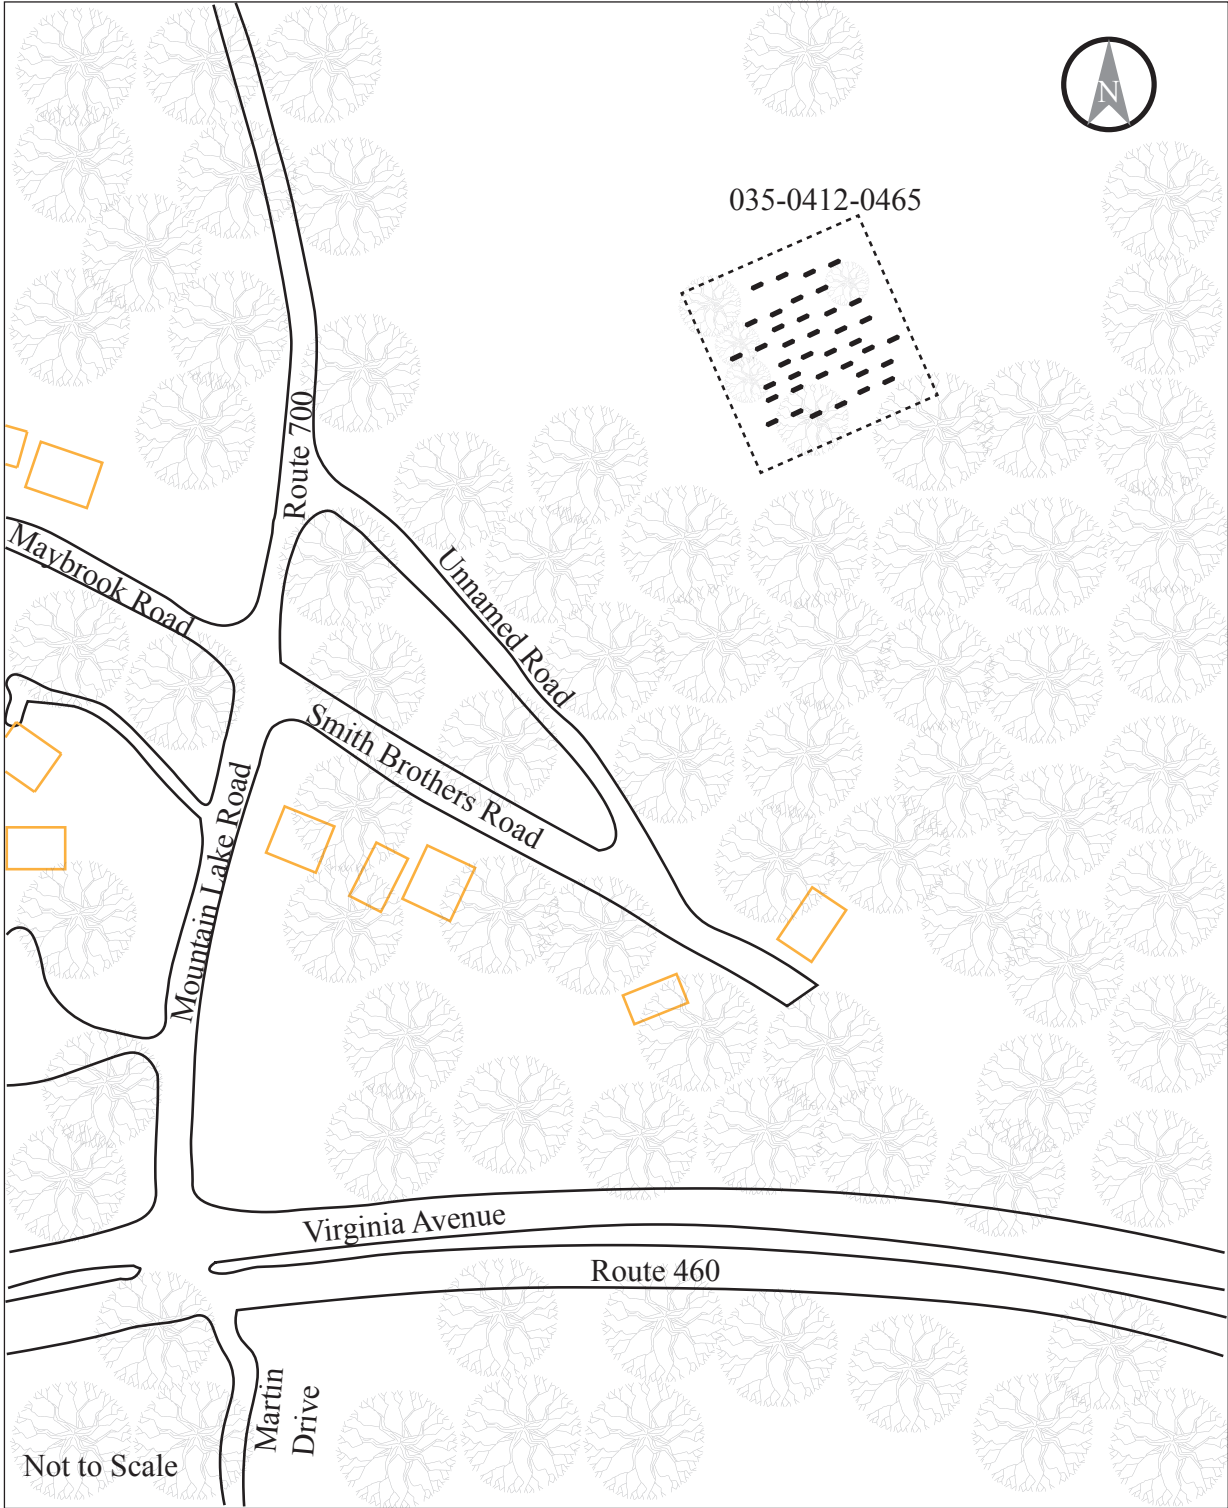 N
035-0412-0465
Route 700
Maybrook Road
Unnamed Road
Smith Brothers Road
Mountain Lake Road
Virginia Avenue
Route 460
Martin
Drive
Not to Scale